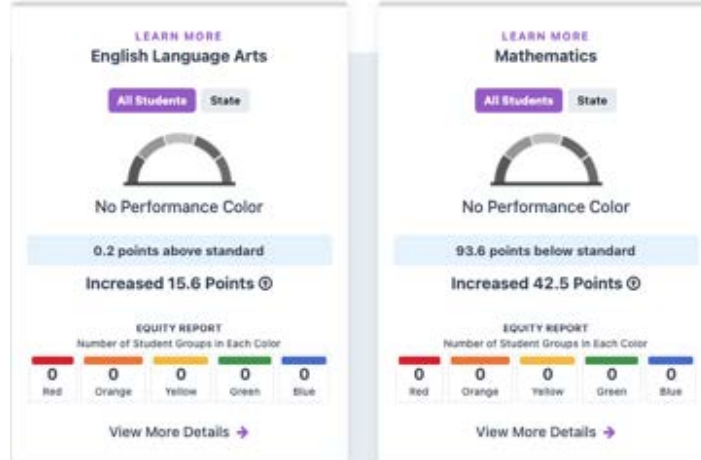 LEARN MORE
English Language Arts
All Students State
No Performance Color
0.2 points above standard
Increased 15.6 Points
EQUITY REPORT
Number of Student Groups in Each Color
0 0 0 0 0
Red Orange Yellow Green Blue
View More Details →
LEARN MORE
Mathematics
All Students State
No Performance Color
93.6 points below standard
Increased 42.5 Points
EQUITY REPORT
Number of Student Groups in Each Color
0 0 0 0 0
Red Orange Yellow Green Blue
View More Details →